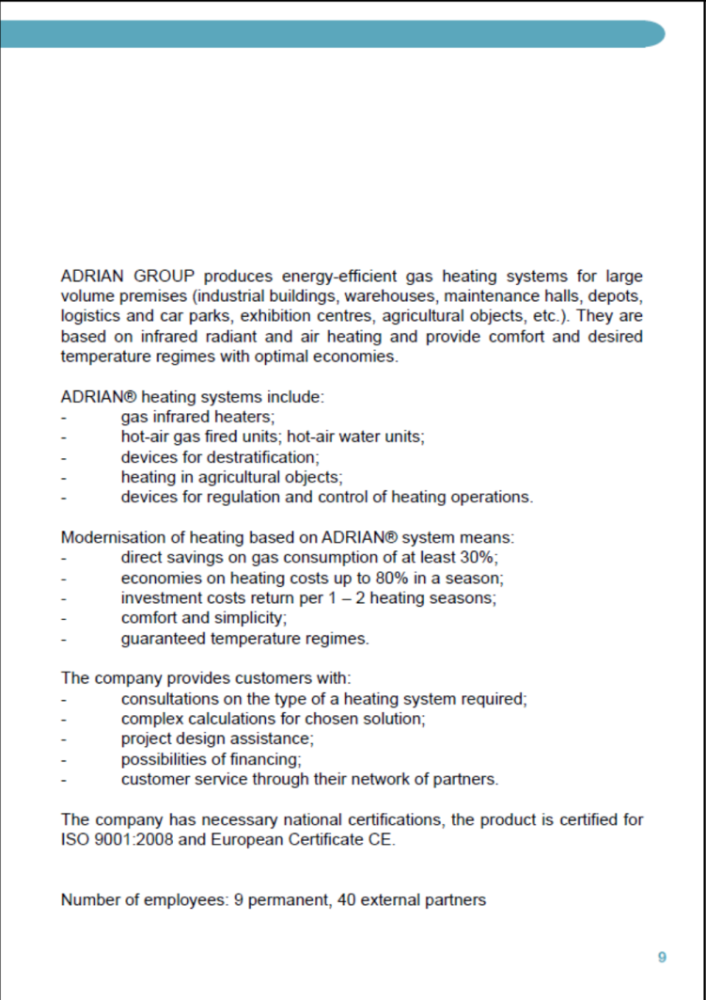 ADRIAN GROUP produces energy-efficient gas heating systems for large
volume premises (industrial buildings, warehouses, maintenance halls, depots,
logistics and car parks, exhibition centres, agricultural objects, etc.). They are
based on infrared radiant and air heating and provide comfort and desired
temperature regimes with optimal economies.
ADRIAN® heating systems include:
- gas infrared heaters;
- hot-air gas fired units; hot-air water units;
- devices for destratification;
- heating in agricultural objects;
- devices for regulation and control of heating operations.
Modernisation of heating based on ADRIAN® system means:
- direct savings on gas consumption of at least 30%;
- economies on heating costs up to 80% in a season;
- investment costs return per 1 – 2 heating seasons;
- comfort and simplicity;
- guaranteed temperature regimes.
The company provides customers with:
- consultations on the type of a heating system required;
- complex calculations for chosen solution;
- project design assistance;
- possibilities of financing;
- customer service through their network of partners.
The company has necessary national certifications, the product is certified for
ISO 9001:2008 and European Certificate CE.
Number of employees: 9 permanent, 40 external partners
9